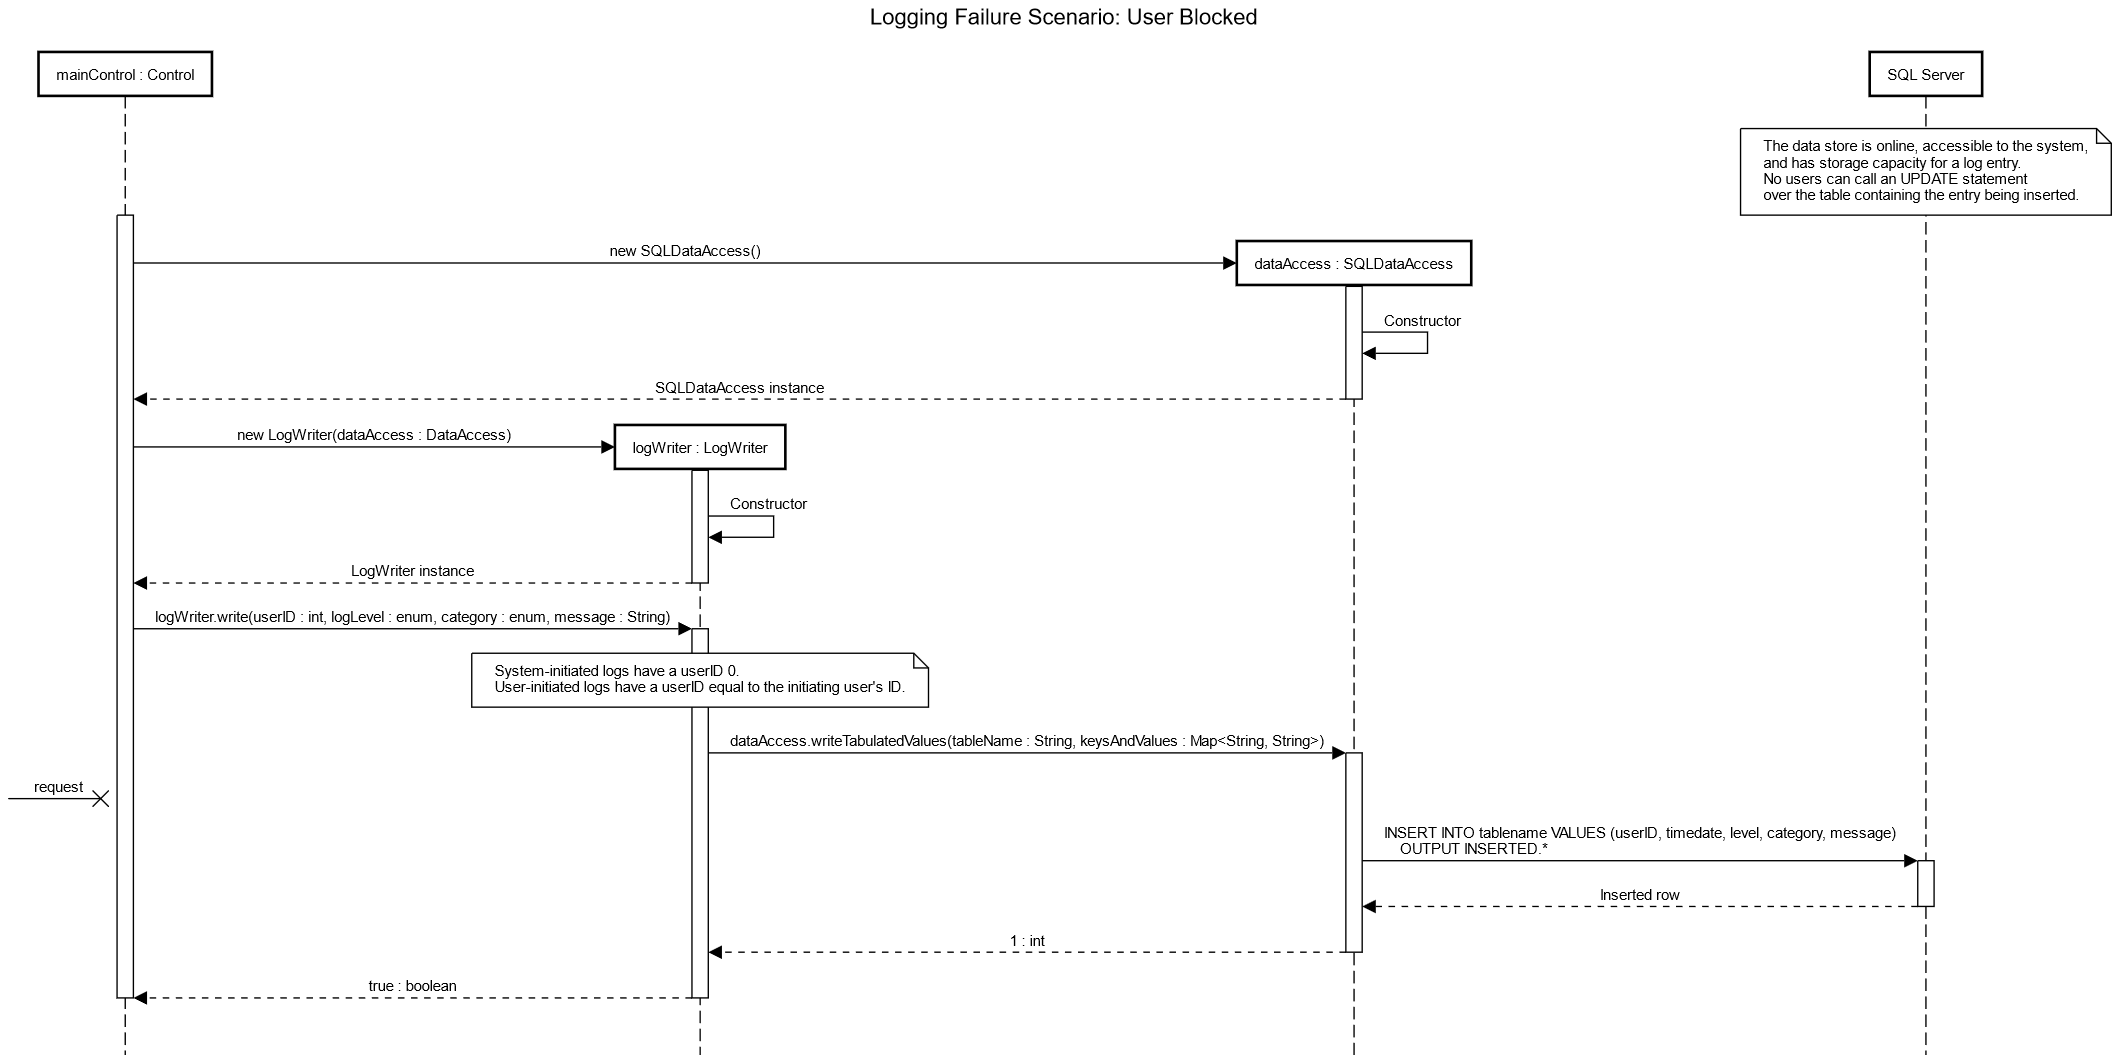 Logging Failure Scenario: User Blocked
mainControl : Control
SQL Server
The data store is online, accessible to the system,
and has storage capacity for a log entry.
No users can call an UPDATE statement
over the table containing the entry being inserted.
new SQLDataAccess()
dataAccess : SQLDataAccess
Constructor
SQLDataAccess instance
new LogWriter(dataAccess : DataAccess)
logWriter : LogWriter
Constructor
LogWriter instance
logWriter.write(userID : int, logLevel : enum, category : enum, message : String)
System-initiated logs have a userID 0.
User-initiated logs have a userID equal to the initiating user's ID.
dataAccess.writeTabulatedValues(tableName : String, keysAndValues : Map<String, String>)
request
INSERT INTO tablename VALUES (userID, timedate, level, category, message)
OUTPUT INSERTED.*
Inserted row
1 : int
true : boolean